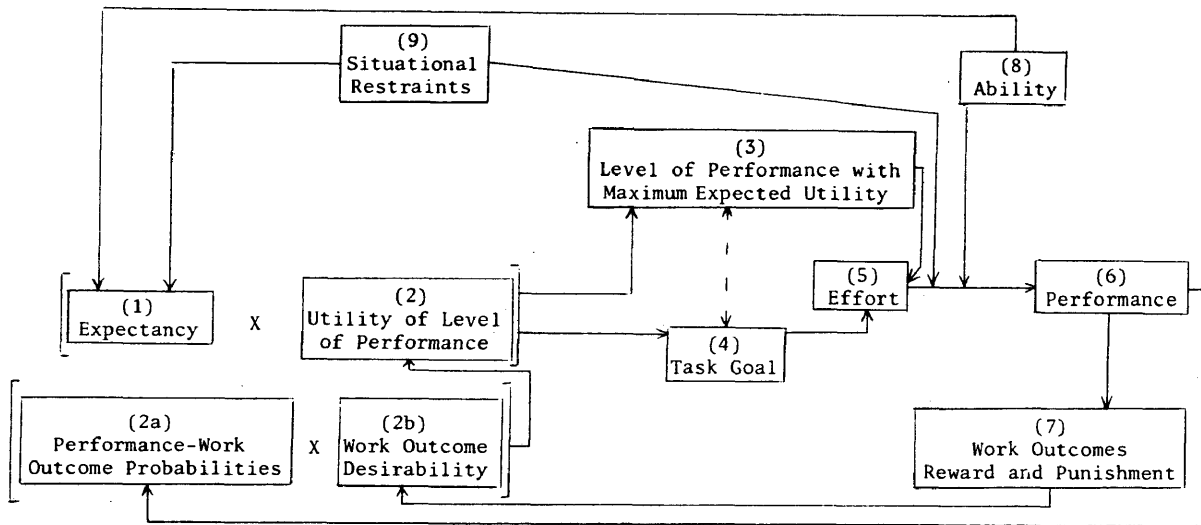 (9)
Situational
Restraints
(8)
Ability
(3)
Level of Performance with
Maximum Expected Utility
(1)
Expectancy
X
(2)
Utility of Level
of Performance
(4)
Task Goal
(5)
Effort
(6)
Performance
(2a)
Performance-Work
Outcome Probabilities
X
(2b)
Work Outcome
Desirability
(7)
Work Outcomes
Reward and Punishment